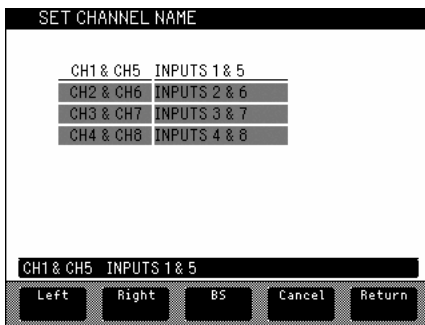 SET CHANNEL NAME
CH1 & CH5 INPUTS 1 & 5
CH2 & CH6 INPUTS 2 & 6
CH3 & CH7 INPUTS 3 & 7
CH4 & CH8 INPUTS 4 & 8
CH1 & CH5 INPUTS 1 & 5
Left Right BS Cancel Return